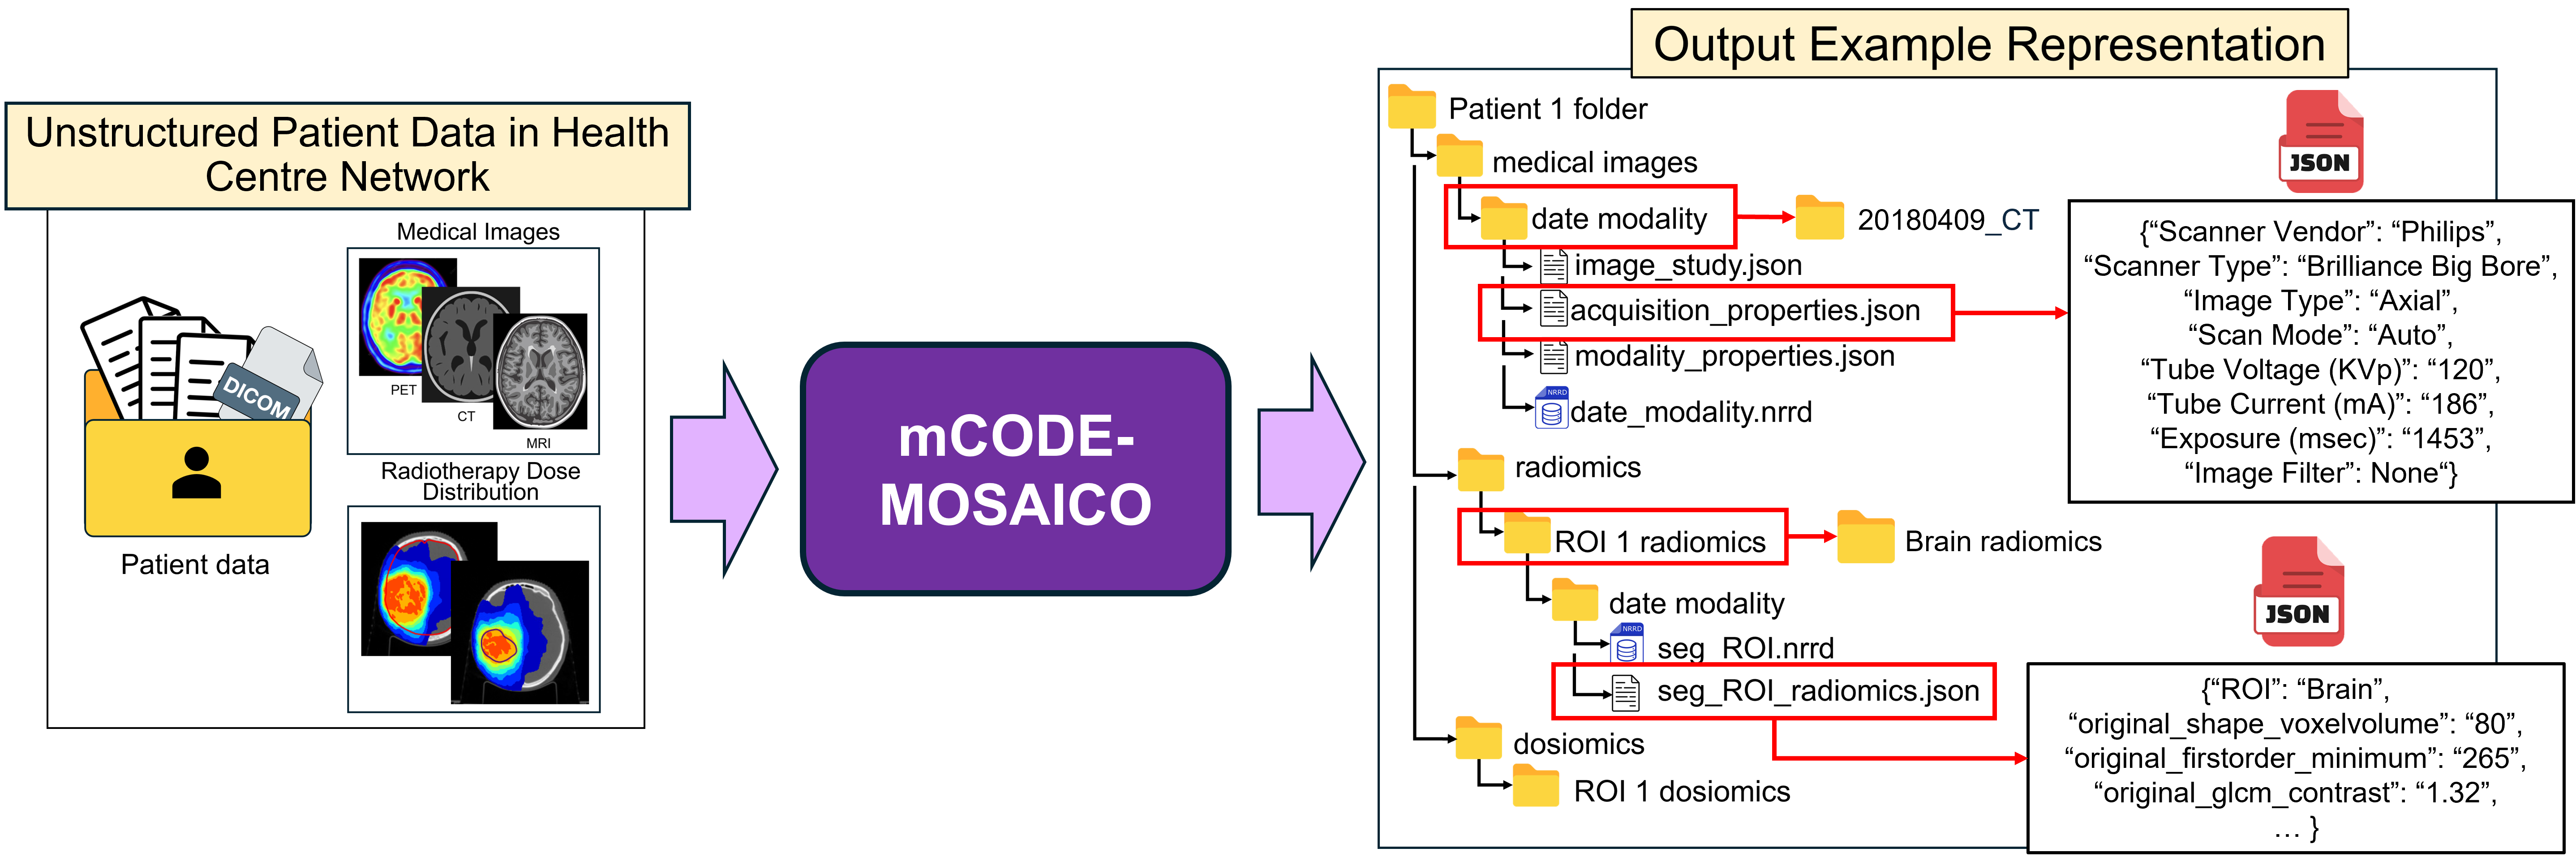 Unstructured Patient Data in Health
Centre Network
Medical Images
PET
CT
MRI
DICOM
Patient data
Radiotherapy Dose
Distribution
mCODE-
MOSAICO
Output Example Representation
Patient 1 folder
medical images
date modality
20180409_CT
image_study.json
acquisition_properties.json
modality_properties.json
NRRD
date_modality.nrrd
radiomics
ROI 1 radiomics
Brain radiomics
date modality
NRRD
seg_ROI.nrrd
seg_ROI_radiomics.json
dosiomics
ROI 1 dosiomics
JSON
{“Scanner Vendor”: “Philips”,
“Scanner Type”: “Brilliance Big Bore”,
“Image Type”: “Axial”,
“Scan Mode”: “Auto”,
“Tube Voltage (KVp)”: “120”,
“Tube Current (mA)”: “186”,
“Exposure (msec)”: “1453”,
“Image Filter”: None“}
JSON
{“ROI”: “Brain”,
“original_shape_voxelvolume”: “80”,
“original_firstorder_minimum”: “265”,
“original_glcm_contrast”: “1.32”,
… }